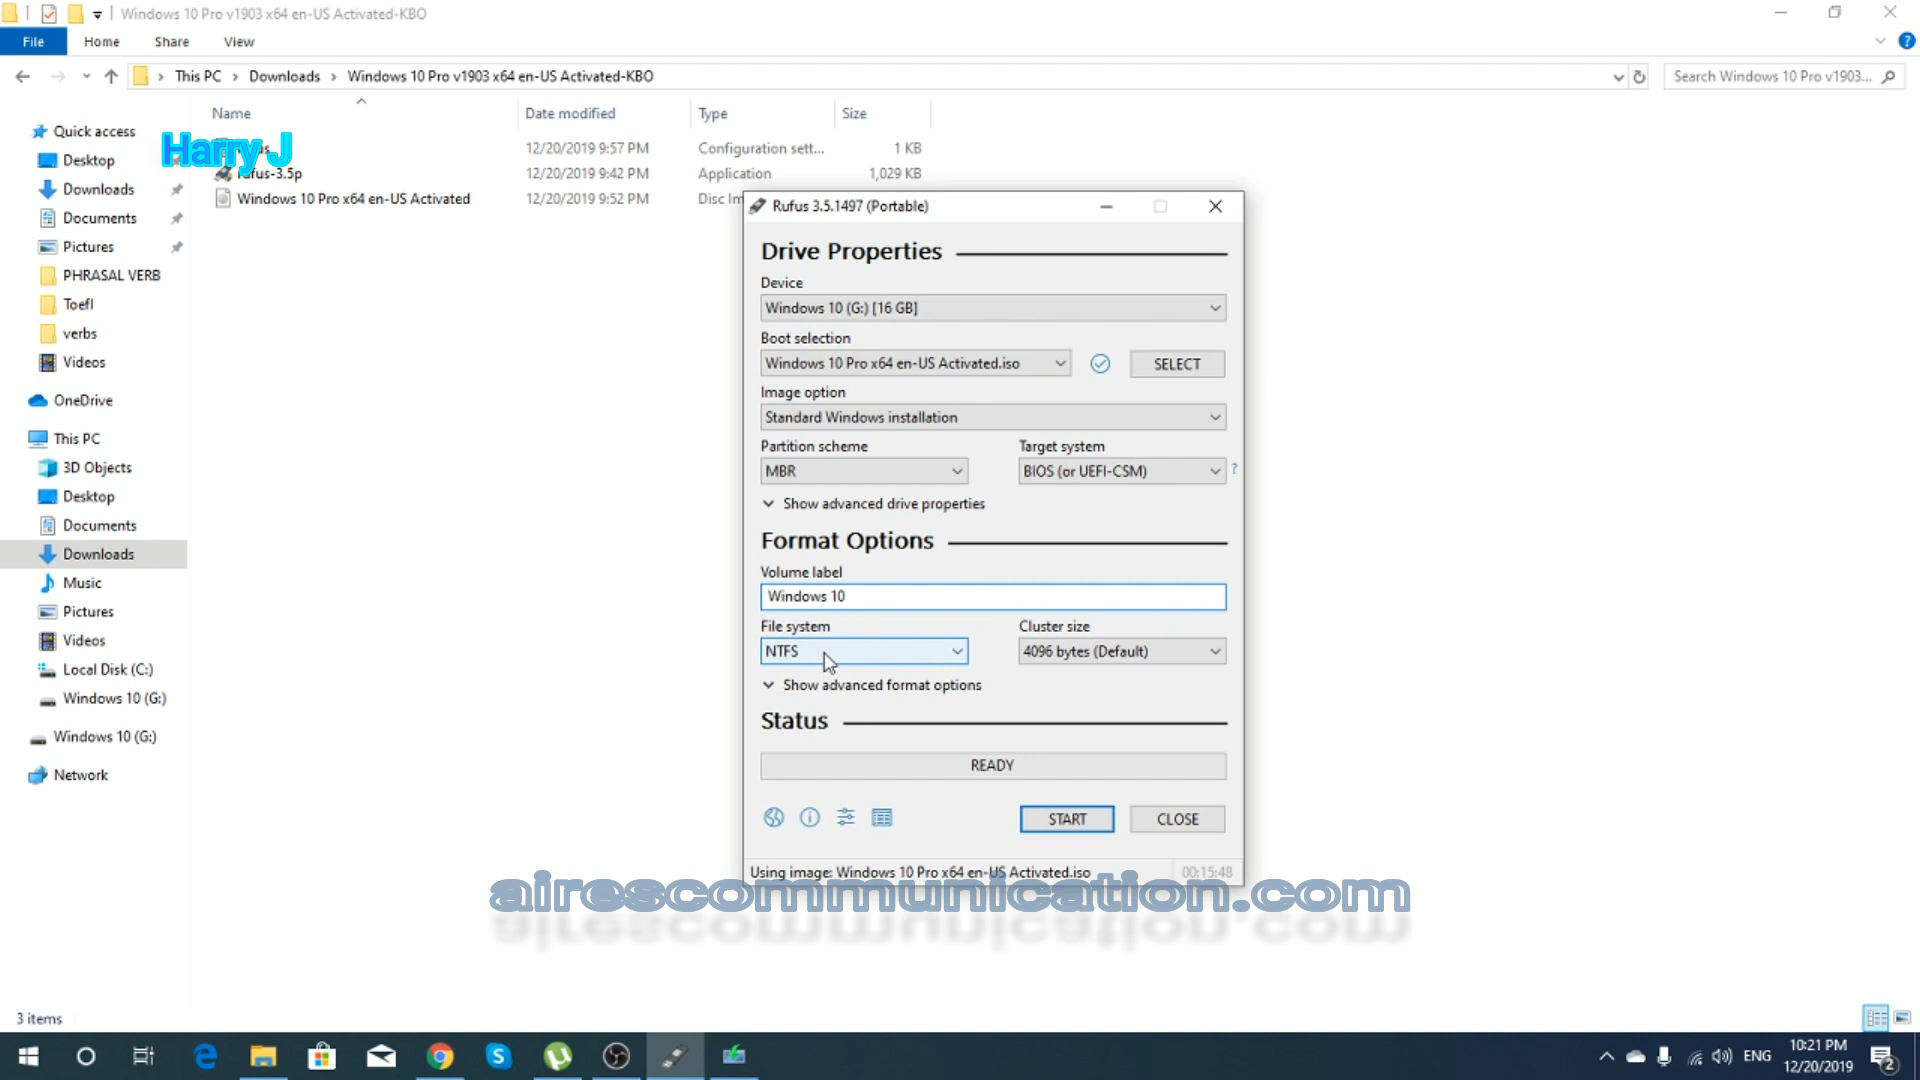 Windows 10 Pro v1903 x64 en-US Activated-KBO
File Home Share View
This PC Downloads Windows 10 Pro v1903 x64 en-US Activated-KBO
Search Windows 10 Pro v1903...
Name Date modified Type Size
Quick access
Desktop
Downloads
Documents
Pictures
PHRASAL VERB
Toefl
verbs
Videos
OneDrive
This PC
3D Objects
Desktop
Documents
Downloads
Music
Pictures
Videos
Local Disk (C:)
Windows 10 (G:)
Windows 10 (G:)
Network
Harry J
12/20/2019 9:57 PM Configuration sett... 1 KB
rufus-3.5p 12/20/2019 9:42 PM Application 1,029 KB
Windows 10 Pro x64 en-US Activated 12/20/2019 9:52 PM Disc Im
Rufus 3.5.1497 (Portable)
Drive Properties
Device
Windows 10 (G:) [16 GB]
Boot selection
Windows 10 Pro x64 en-US Activated.iso SELECT
Image option
Standard Windows installation
Partition scheme Target system
MBR BIOS (or UEFI-CSM) ?
Show advanced drive properties
Format Options
Volume label
Windows 10
File system Cluster size
NTFS 4096 bytes (Default)
Show advanced format options
Status
READY
START CLOSE
Using image: Windows 10 Pro x64 en-US Activated.iso 00:15:48
airescommunication.com
3 items
ENG
10:21 PM
12/20/2019
2